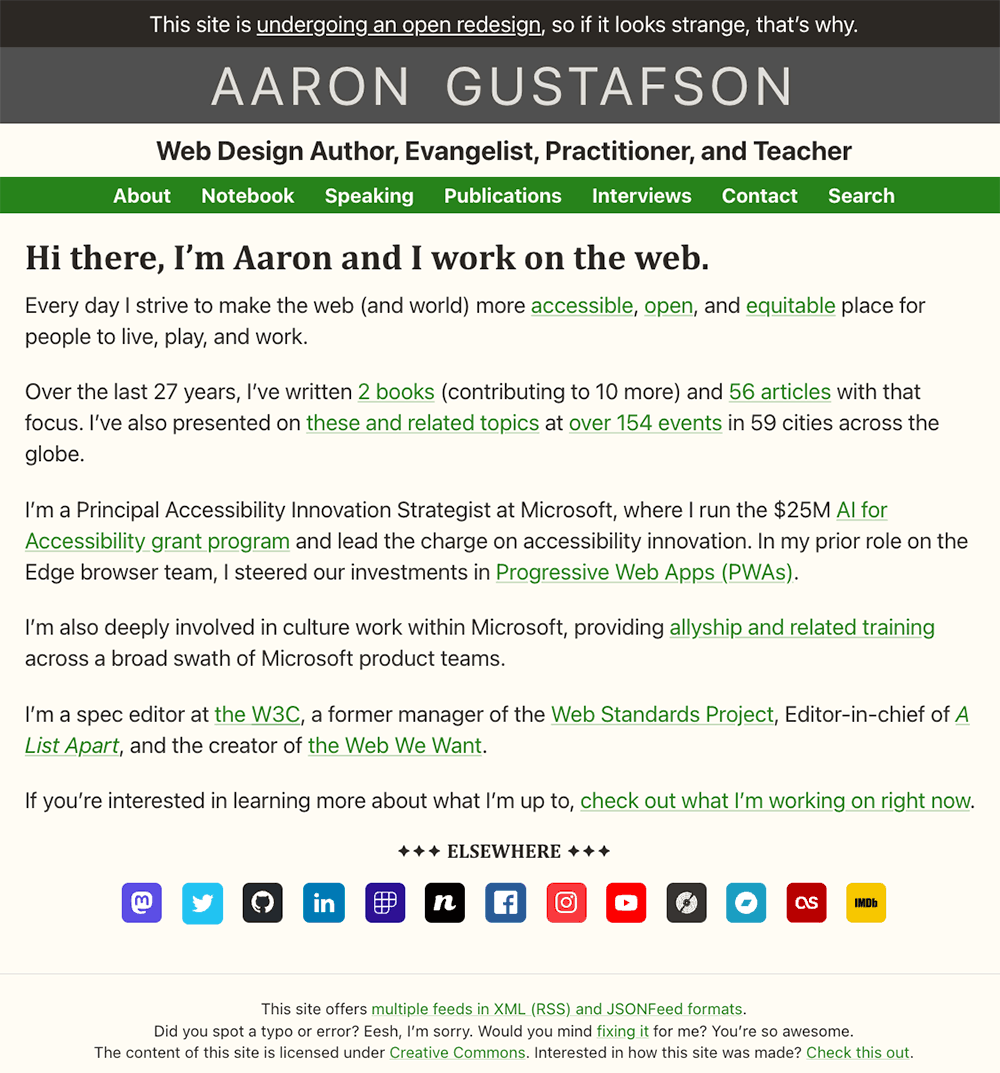 This site is undergoing an open redesign, so if it looks strange, that’s why.
AARON GUSTAFSON
Web Design Author, Evangelist, Practitioner, and Teacher
About Notebook Speaking Publications Interviews Contact Search
Hi there, I’m Aaron and I work on the web.
Every day I strive to make the web (and world) more accessible, open, and equitable place for
people to live, play, and work.
Over the last 27 years, I’ve written 2 books (contributing to 10 more) and 56 articles with that
focus. I’ve also presented on these and related topics at over 154 events in 59 cities across the
globe.
I’m a Principal Accessibility Innovation Strategist at Microsoft, where I run the $25M AI for
Accessibility grant program and lead the charge on accessibility innovation. In my prior role on the
Edge browser team, I steered our investments in Progressive Web Apps (PWAs).
I’m also deeply involved in culture work within Microsoft, providing allyship and related training
across a broad swath of Microsoft product teams.
I’m a spec editor at the W3C, a former manager of the Web Standards Project, Editor-in-chief of A
List Apart, and the creator of the Web We Want.
If you’re interested in learning more about what I’m up to, check out what I’m working on right now.
✦✦✦ ELSEWHERE ✦✦✦
in n f IMDb
This site offers multiple feeds in XML (RSS) and JSONFeed formats.
Did you spot a typo or error? Eesh, I’m sorry. Would you mind fixing it for me? You’re so awesome.
The content of this site is licensed under Creative Commons. Interested in how this site was made? Check this out.